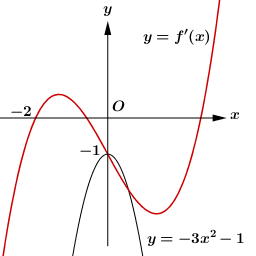 y
y = f′(x)
−2
O
x
−1
y = −3x² − 1